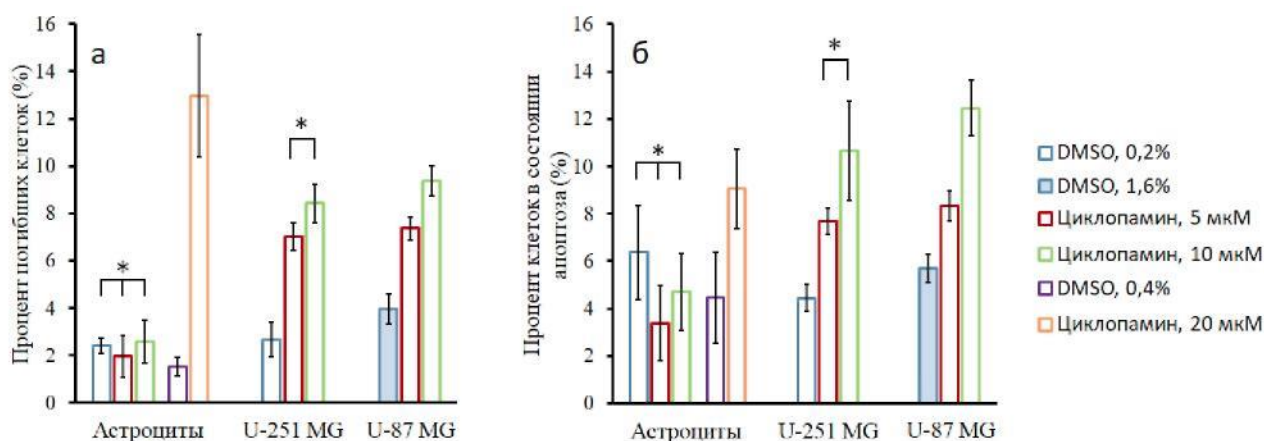 Процент погибших клеток (%)
16
14
12
10
8
6
4
2
0
а
*
*
Астроциты
U-251 MG
U-87 MG
Процент клеток в состоянии
апоптоза (%)
16
14
12
10
8
6
4
2
0
б
*
*
Астроциты
U-251 MG
U-87 MG
DMSO, 0,2%
DMSO, 1,6%
Циклопамин, 5 мкМ
Циклопамин, 10 мкМ
DMSO, 0,4%
Циклопамин, 20 мкМ